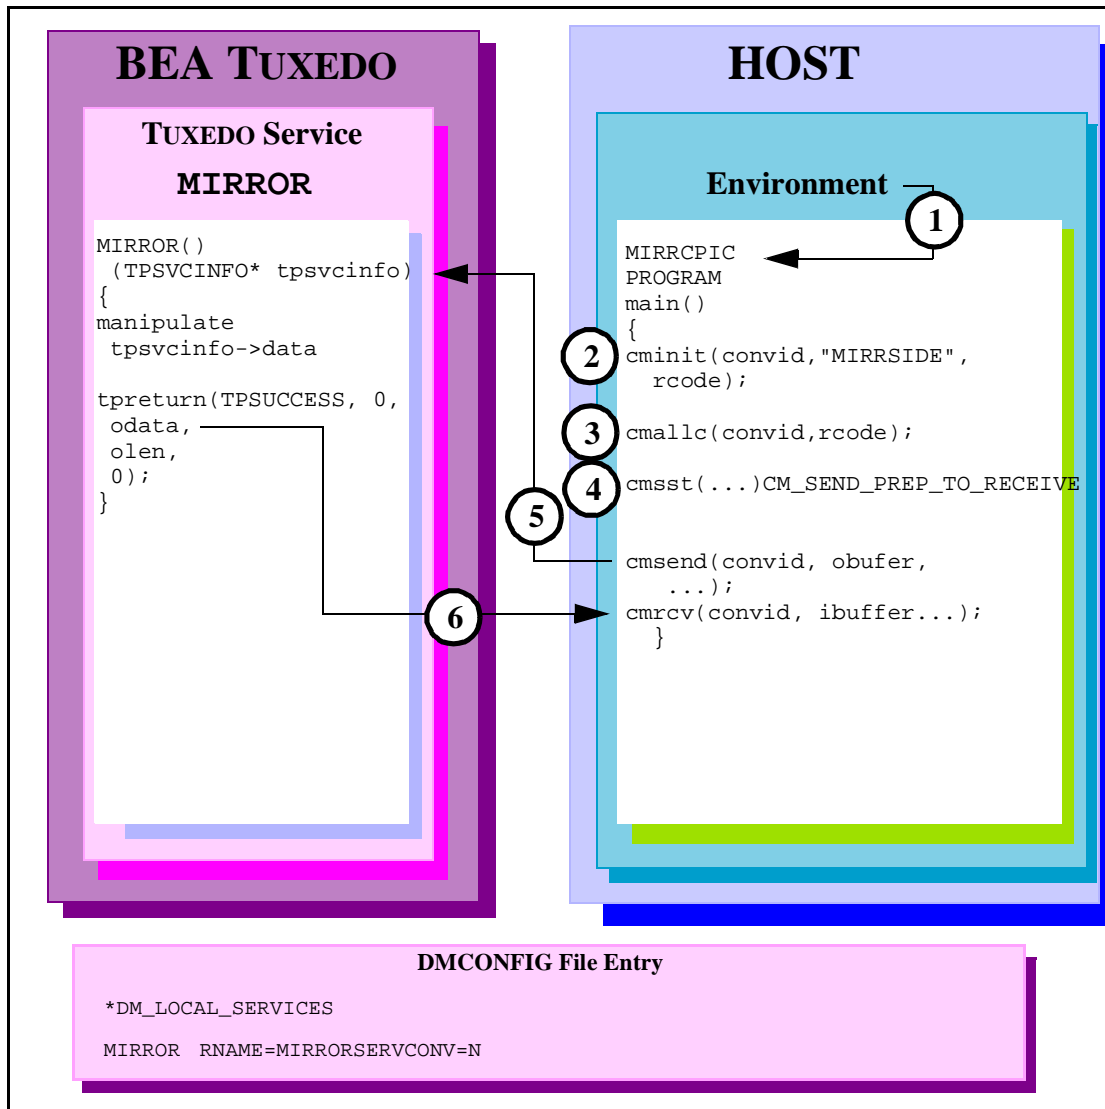 BEA TUXEDO
TUXEDO Service
MIRROR
MIRROR()
(TPSVCINFO* tpsvcinfo)
{
manipulate
tpsvcinfo->data
tpreturn(TPSUCCESS, 0,
odata,
olen,
0);
}
HOST
Environment
1
MIRRCPIC
PROGRAM
main()
{
2
cminit(convid,"MIRRSIDE",
rcode);
3
cmallc(convid,rcode);
4
cmsst(...)CM_SEND_PREP_TO_RECEIVE
5
cmsend(convid, obufer,
...);
6
cmrcv(convid, ibuffer...);
}
DMCONFIG File Entry
*DM_LOCAL_SERVICES
MIRROR RNAME=MIRRORSERVCONV=N